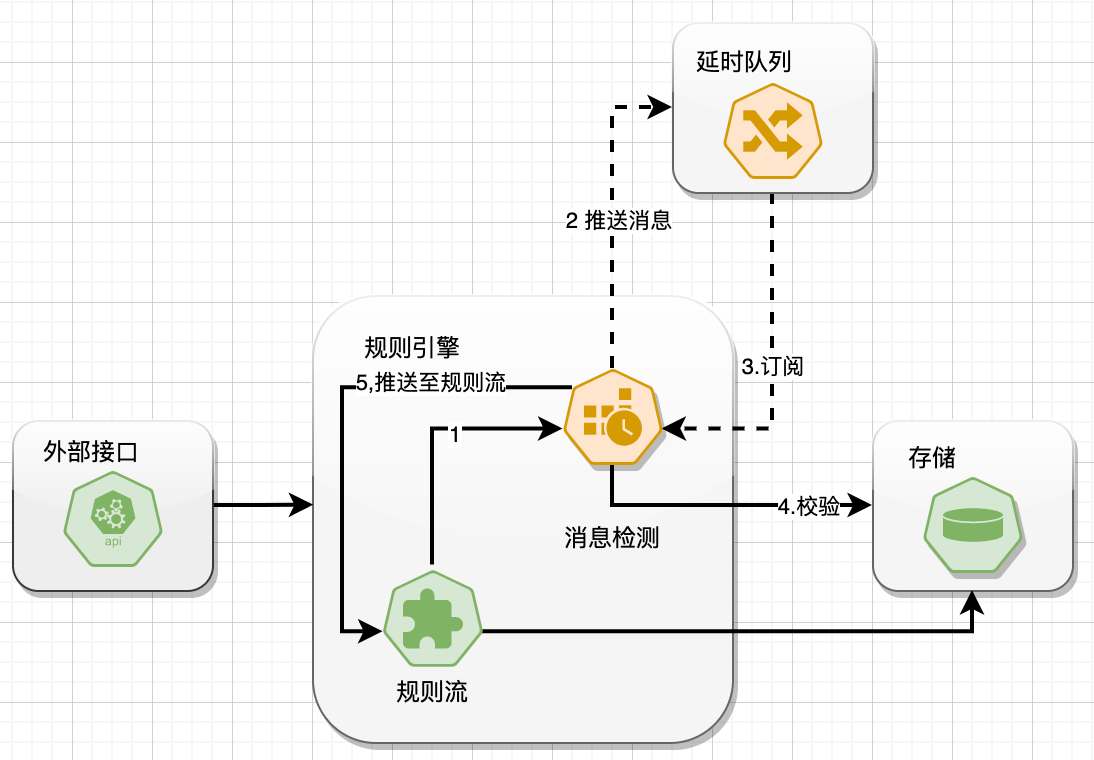 延时队列
2 推送消息
3.订阅
规则引擎
5,推送至规则流
1
外部接口
api
存储
4.校验
消息检测
规则流